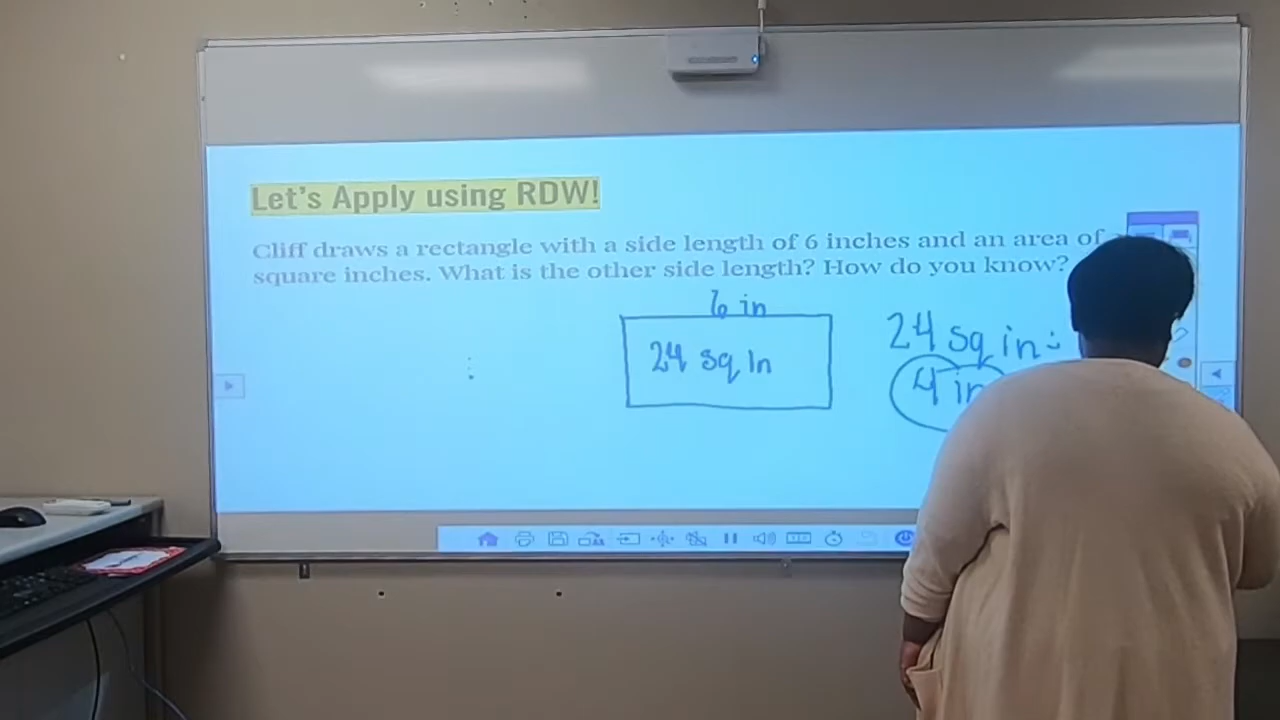 Let's Apply using RDW!
Cliff draws a rectangle with a side length of 6 inches and an area of
square inches. What is the other side length? How do you know?
6 in
24 sq in
24 sq in ÷
4 in